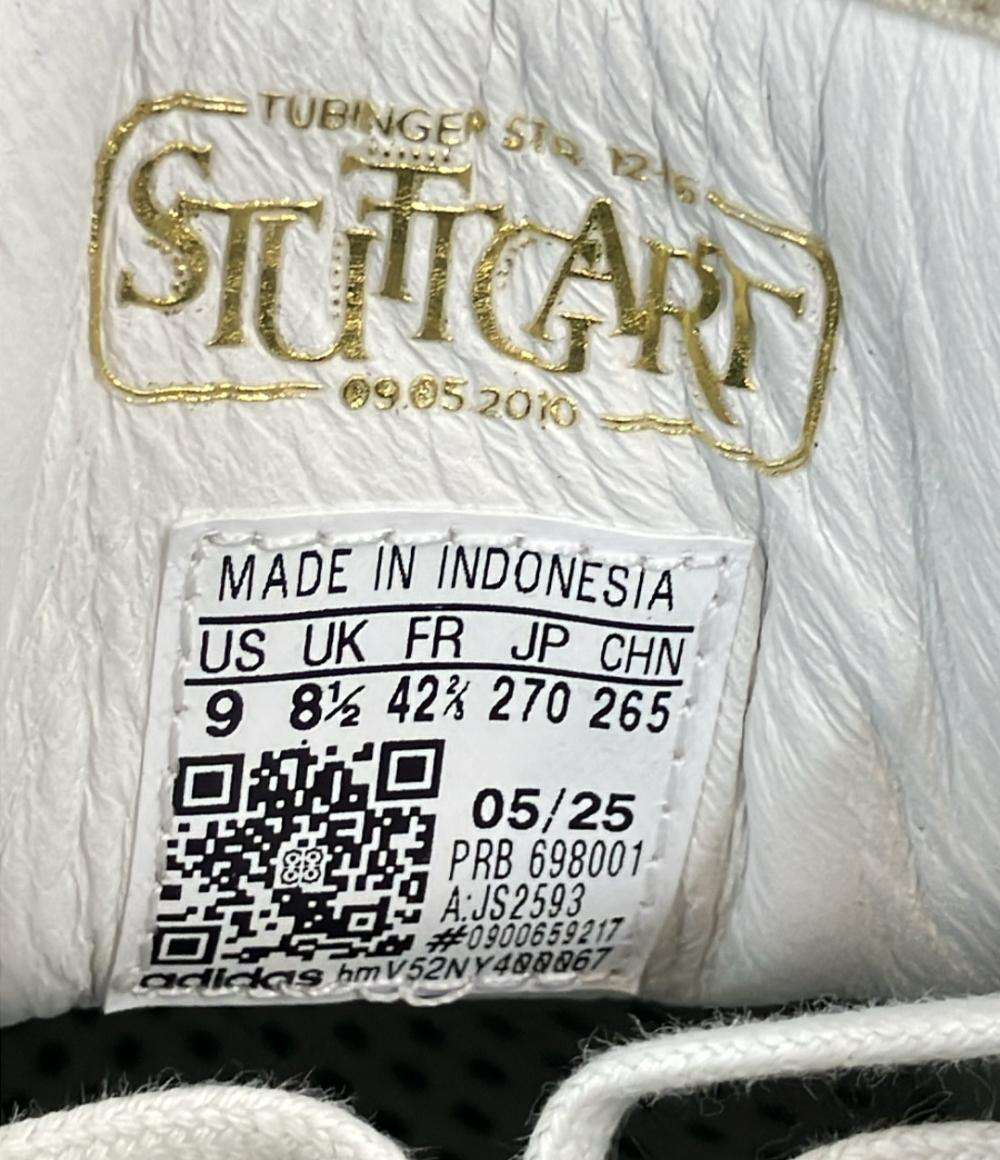 TUBINGER STR. 12-16
STUTTGART
09.05.2010
MADE IN INDONESIA
US UK FR JP CHN
9 8½ 42⅔ 270 265
05/25
PRB 698001
A:JS2593
#0900659217
adidas hmV52NY400067